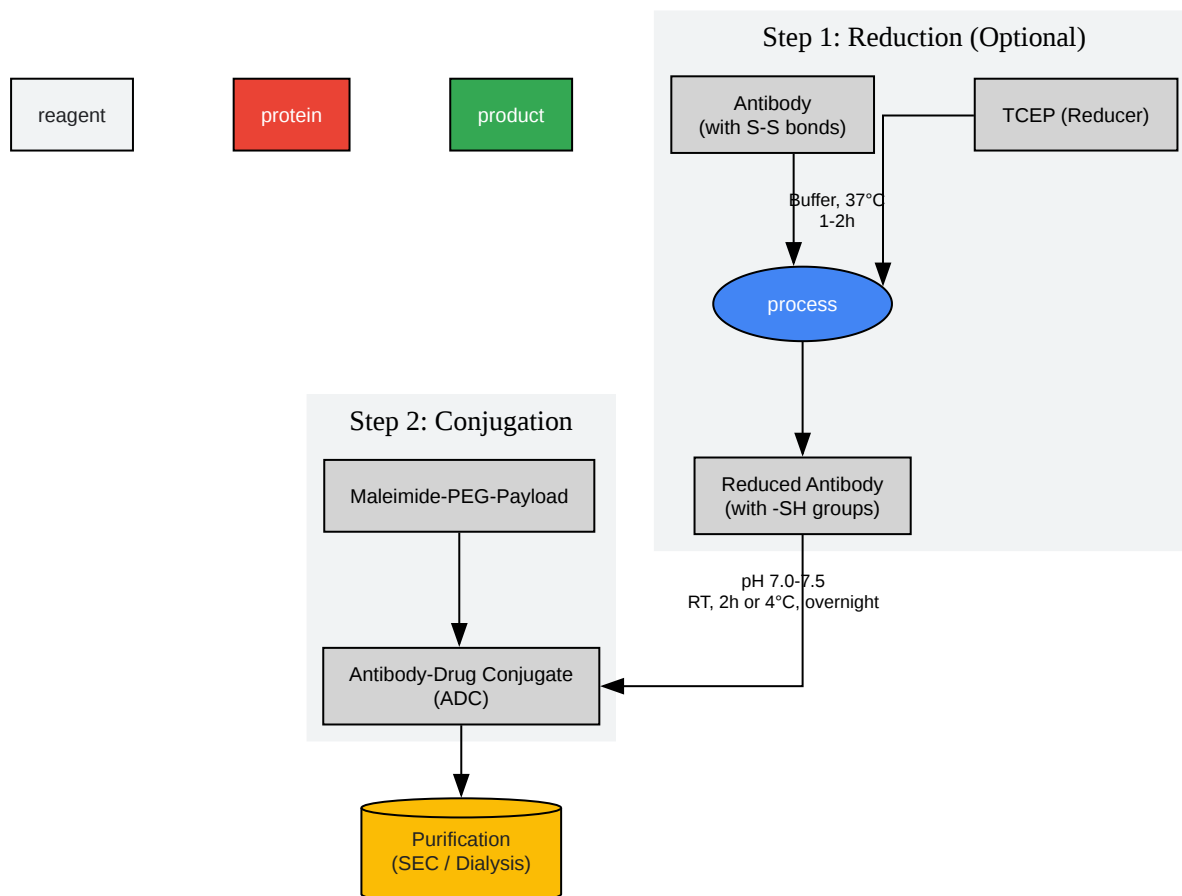 Step 1: Reduction (Optional)
reagent
protein
product
Antibody
(with S-S bonds)
TCEP (Reducer)
Buffer, 37°C
1-2h
process
Step 2: Conjugation
Maleimide-PEG-Payload
Reduced Antibody
(with -SH groups)
pH 7.0-7.5
RT, 2h or 4°C, overnight
Antibody-Drug Conjugate
(ADC)
Purification
(SEC / Dialysis)